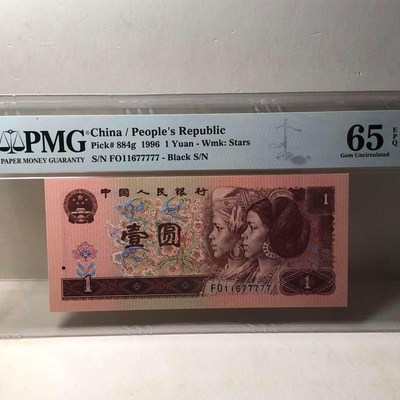 PMG
PAPER MONEY GUARANTY
China / People's Republic
Pick# 884g 1996 1 Yuan - Wmk: Stars
S/N FO11677777 - Black S/N
65 EPQ
Gem Uncirculated
中国人民银行
壹圆
1
1
1
FO11677777